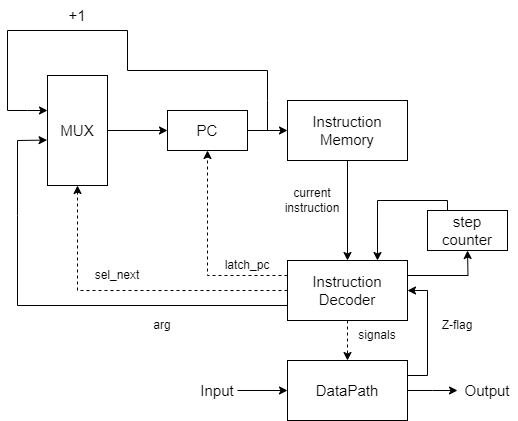 +1
MUX
PC
Instruction
Memory
current
instruction
step
counter
latch_pc
sel_next
Instruction
Decoder
arg
signals
Z-flag
Input
DataPath
Output